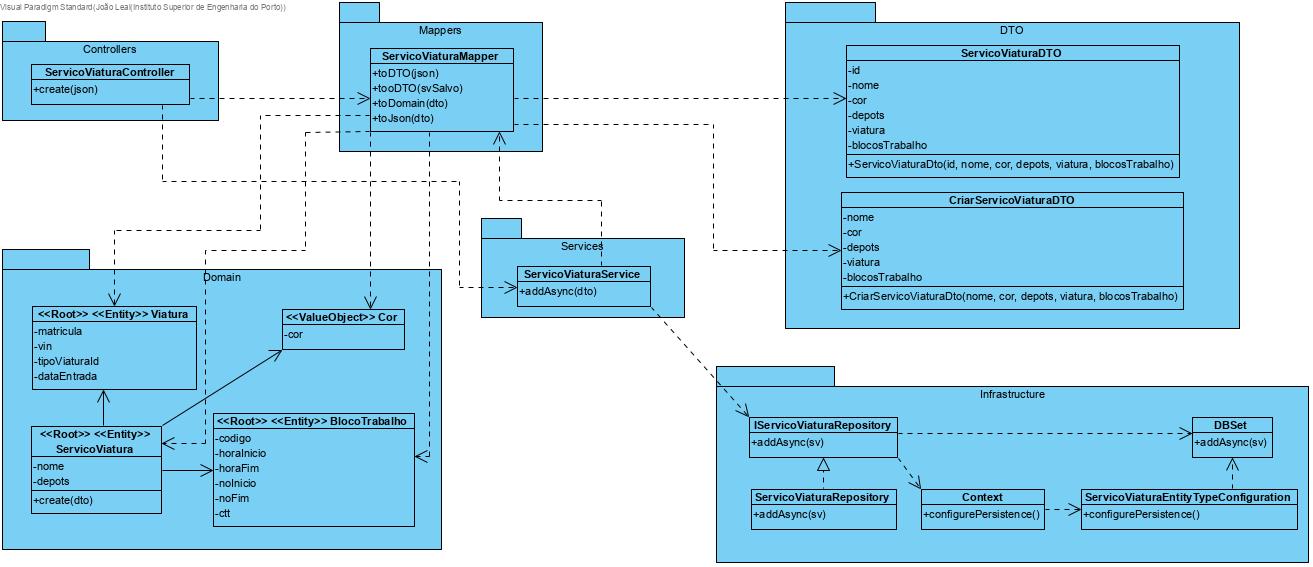 Visual Paradigm Standard(João Leal(Instituto Superior de Engenharia do Porto))
Controllers
ServicoViaturaController
+create(json)
Mappers
ServicoViaturaMapper
+toDTO(json)
+tooDTO(svSalvo)
+toDomain(dto)
+toJson(dto)
DTO
ServicoViaturaDTO
-id
-nome
-cor
-depots
-viatura
-blocosTrabalho
+ServicoViaturaDto(id, nome, cor, depots, viatura, blocosTrabalho)
CriarServicoViaturaDTO
-nome
-cor
-depots
-viatura
-blocosTrabalho
+CriarServicoViaturaDto(nome, cor, depots, viatura, blocosTrabalho)
Services
ServicoViaturaService
+addAsync(dto)
Domain
<<Root>> <<Entity>> Viatura
-matricula
-vin
-tipoViaturaId
-dataEntrada
<<ValueObject>> Cor
-cor
<<Root>> <<Entity>>
ServicoViatura
-nome
-depots
+create(dto)
<<Root>> <<Entity>> BlocoTrabalho
-codigo
-horaInicio
-horaFim
-noInicio
-noFim
-ctt
Infrastructure
IServicoViaturaRepository
+addAsync(sv)
DBSet
+addAsync(sv)
ServicoViaturaRepository
+addAsync(sv)
Context
+configurePersistence()
ServicoViaturaEntityTypeConfiguration
+configurePersistence()